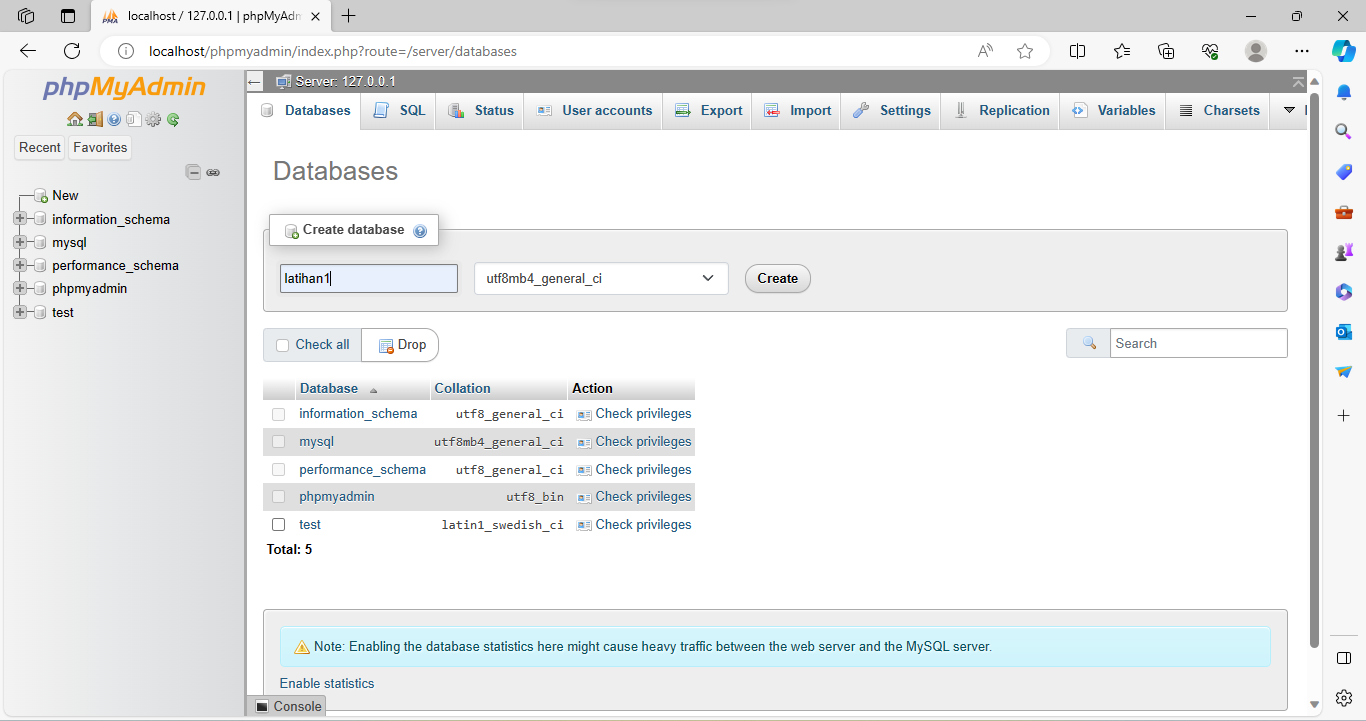 localhost / 127.0.0.1 | phpMyAdm
localhost/phpmyadmin/index.php?route=/server/databases
phpMyAdmin
Recent Favorites
New
information_schema
mysql
performance_schema
phpmyadmin
test
Server: 127.0.0.1
Databases SQL Status User accounts Export Import Settings Replication Variables Charsets
Databases
Create database
latihan1 utf8mb4_general_ci Create
Check all Drop Search
Database Collation Action
information_schema utf8_general_ci Check privileges
mysql utf8mb4_general_ci Check privileges
performance_schema utf8_general_ci Check privileges
phpmyadmin utf8_bin Check privileges
test latin1_swedish_ci Check privileges
Total: 5
Note: Enabling the database statistics here might cause heavy traffic between the web server and the MySQL server.
Enable statistics
Console